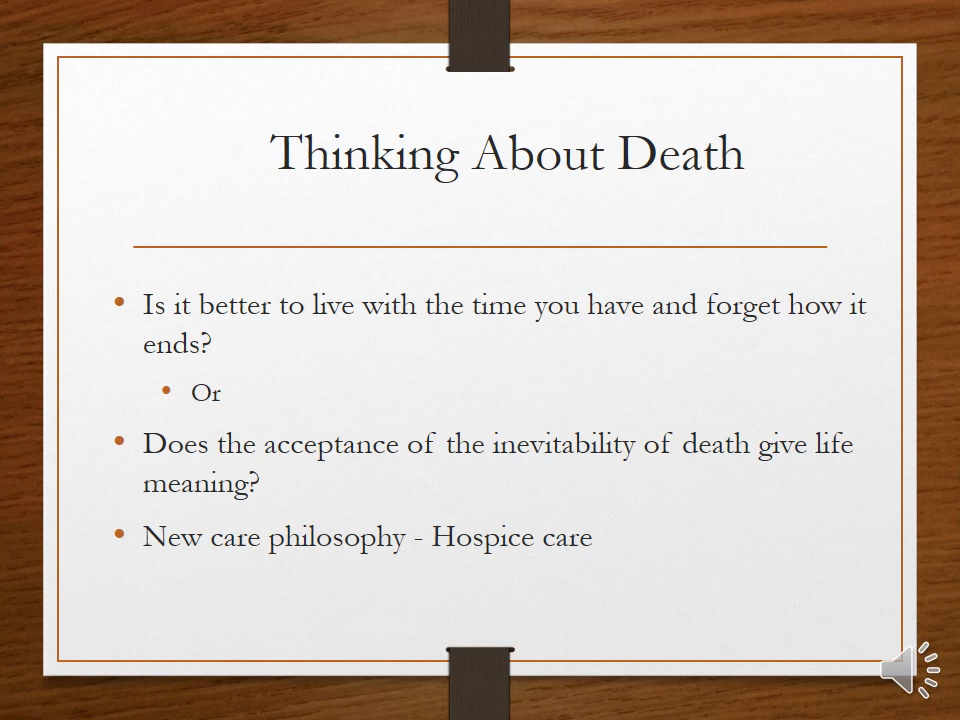 Thinking About Death
• Is it better to live with the time you have and forget how it
ends?
• Or
• Does the acceptance of the inevitability of death give life
meaning?
• New care philosophy - Hospice care